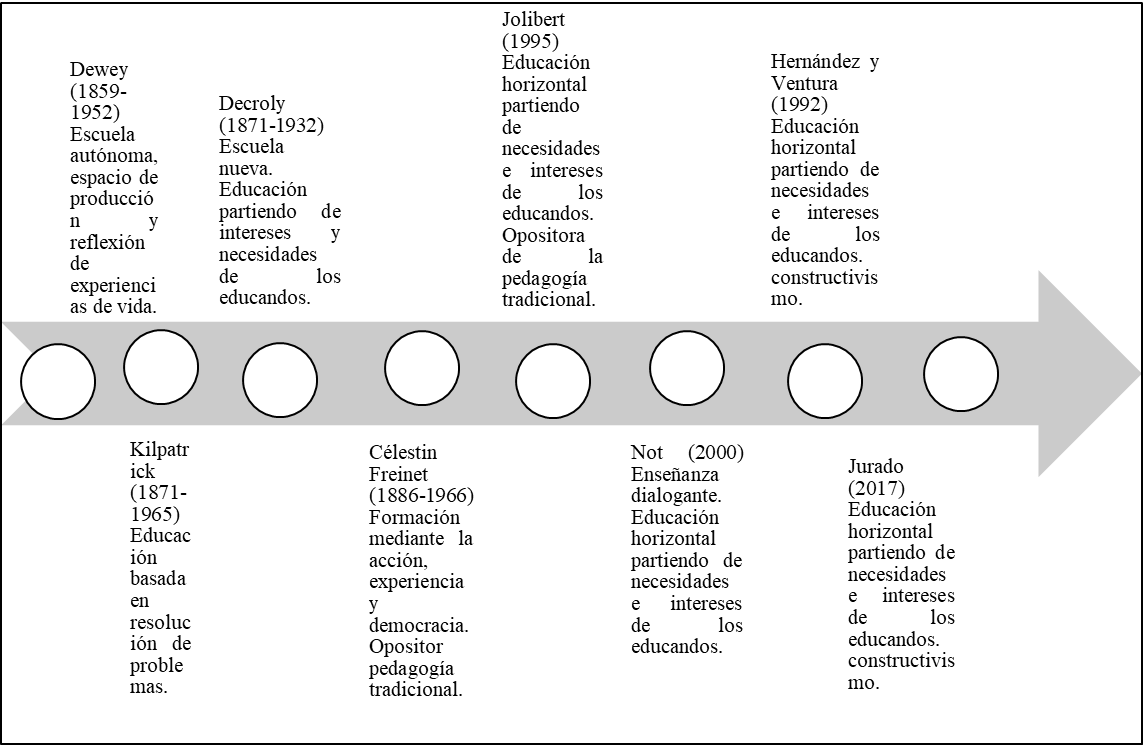 Dewey
(1859-
1952)
Escuela
autónoma,
espacio de
producció
n y
reflexión
de
experienci
as de vida.
Decroly
(1871-1932)
Escuela
nueva.
Educación
partiendo de
intereses y
necesidades
de los
educandos.
Jolibert
(1995)
Educación
horizontal
partiendo
de
necesidades
e intereses
de los
educandos.
Opositora
de la
pedagogía
tradicional.
Hernández y
Ventura
(1992)
Educación
horizontal
partiendo de
necesidades
e intereses
de los
educandos.
constructivis
mo.
Kilpatr
ick
(1871-
1965)
Educac
ión
basada
en
resoluc
ión de
proble
mas.
Célestin
Freinet
(1886-1966)
Formación
mediante la
acción,
experiencia
y
democracia.
Opositor
pedagogía
tradicional.
Not (2000)
Enseñanza
dialogante.
Educación
horizontal
partiendo de
necesidades
e intereses
de los
educandos.
Jurado
(2017)
Educación
horizontal
partiendo de
necesidades
e intereses
de los
educandos.
constructivis
mo.